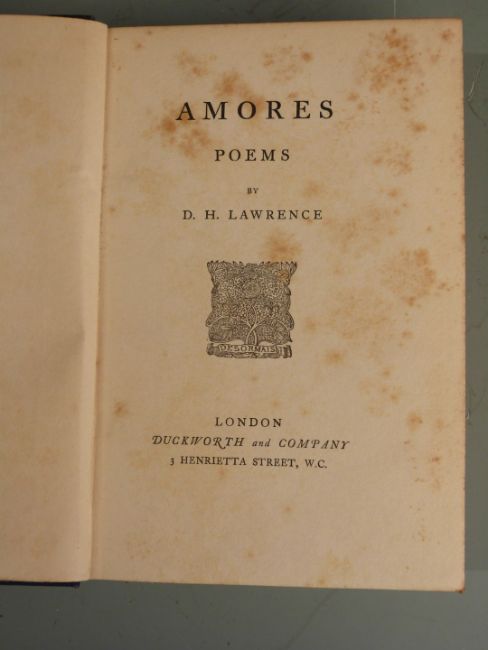 AMORES
POEMS
BY
D. H. LAWRENCE
DESORMAIS
LONDON
DUCKWORTH and COMPANY
3 HENRIETTA STREET, W.C.